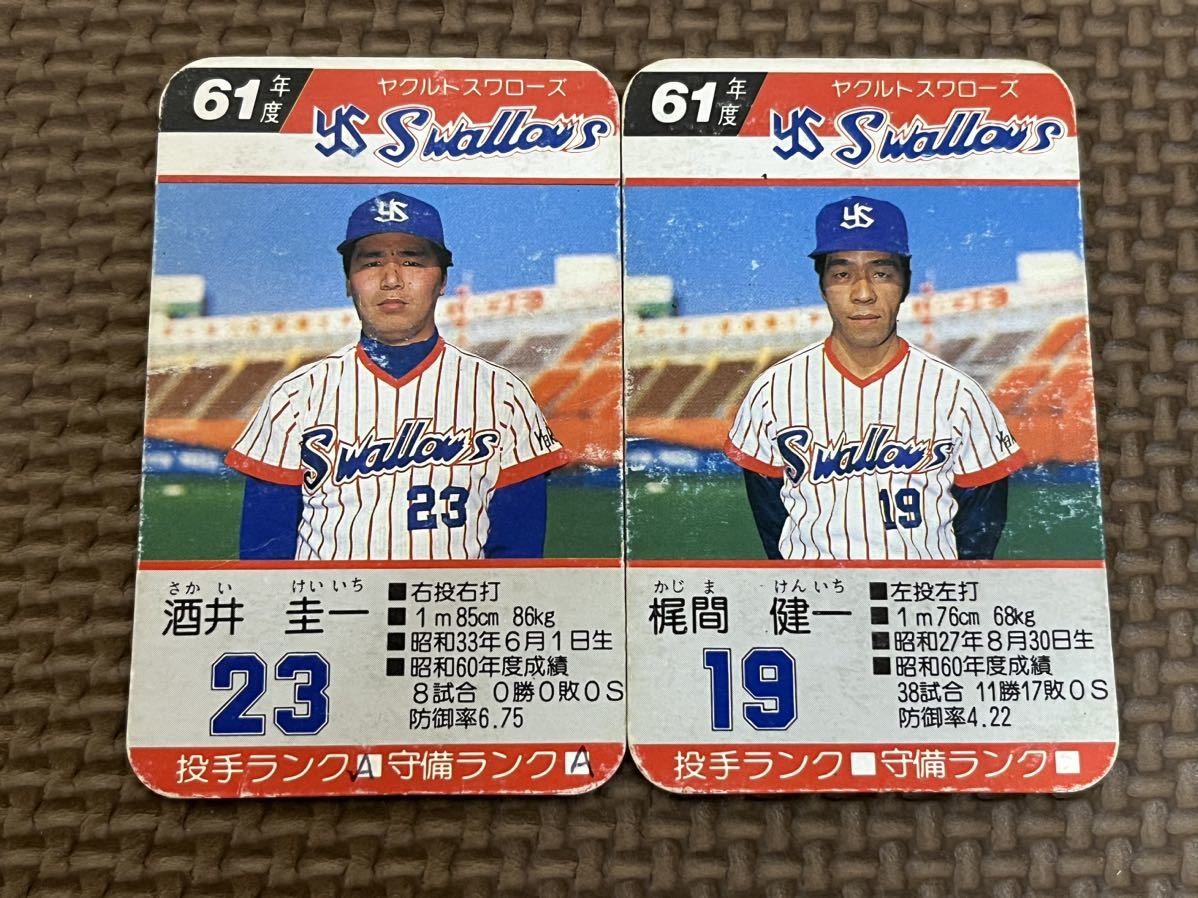 61年度
ヤクルトスワローズ
YS Swallows
YS
Swallows
23
さかい けいいち
酒井 圭一
23
■右投右打
■1m85cm 86kg
■昭和33年6月1日生
■昭和60年度成績
8試合 0勝0敗0S
防御率6.75
投手ランク A 守備ランク A
61年度
ヤクルトスワローズ
YS Swallows
YS
Swallows
19
かじま けんいち
梶間 健一
19
■左投左打
■1m76cm 68kg
■昭和27年8月30日生
■昭和60年度成績
38試合 11勝17敗0S
防御率4.22
投手ランク□守備ランク□